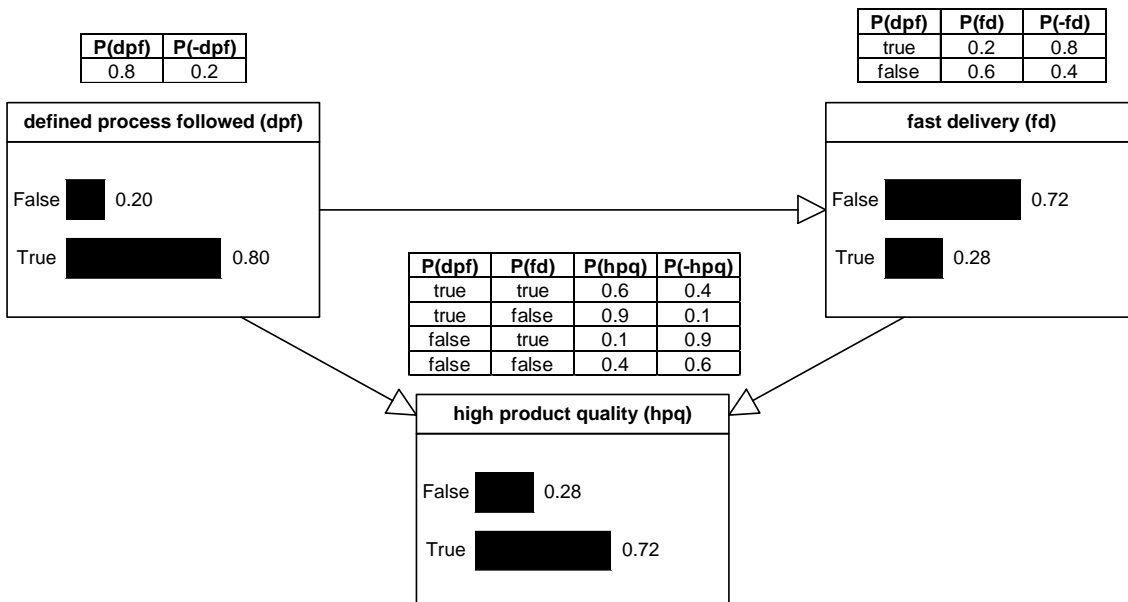 P(dpf) P(-dpf)
0.8 0.2
P(dpf) P(fd) P(-fd)
true 0.2 0.8
false 0.6 0.4
defined process followed (dpf)
False 0.20
True 0.80
fast delivery (fd)
False 0.72
True 0.28
P(dpf) P(fd) P(hpq) P(-hpq)
true true 0.6 0.4
true false 0.9 0.1
false true 0.1 0.9
false false 0.4 0.6
high product quality (hpq)
False 0.28
True 0.72